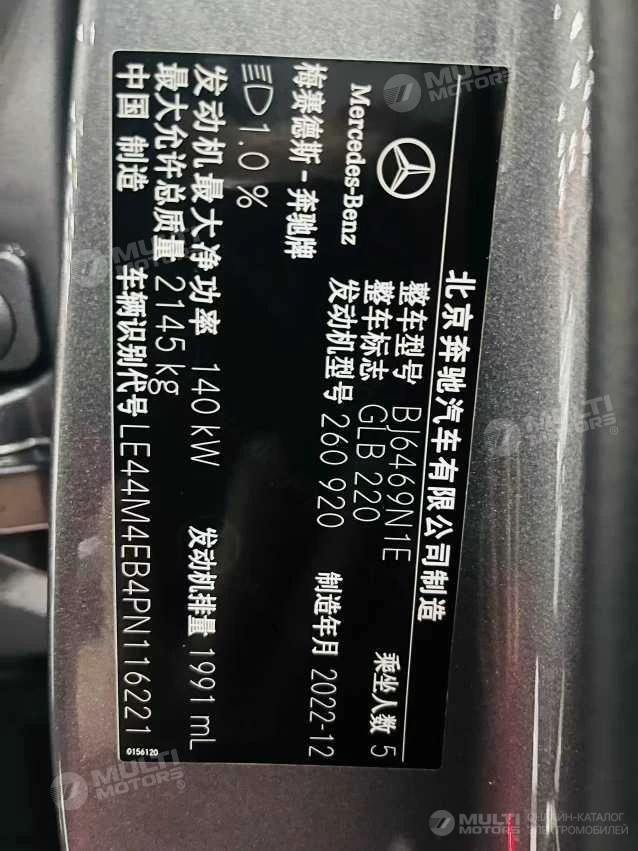 北京奔驰汽车有限公司制造
Mercedes-Benz
梅赛德斯-奔驰牌
整车型号 BJ6469N1E
整车标志 GLB 220 乘坐人数 5
发动机型号 260 920
1.0 % 制造年月 2022-12
发动机最大净功率 140 kW 发动机排量 1991 mL
最大允许总质量 2145 kg
中国 制造 车辆识别代号 LE44M4EB4PN116221
0156120
MULTI MOTORS®
MULTI MOTORS®
MULTI MOTORS®
MULTI MOTORS®
MULTI MOTORS®
ОНЛАЙН-КАТАЛОГ
ЭЛЕКТРОМОБИЛЕЙ